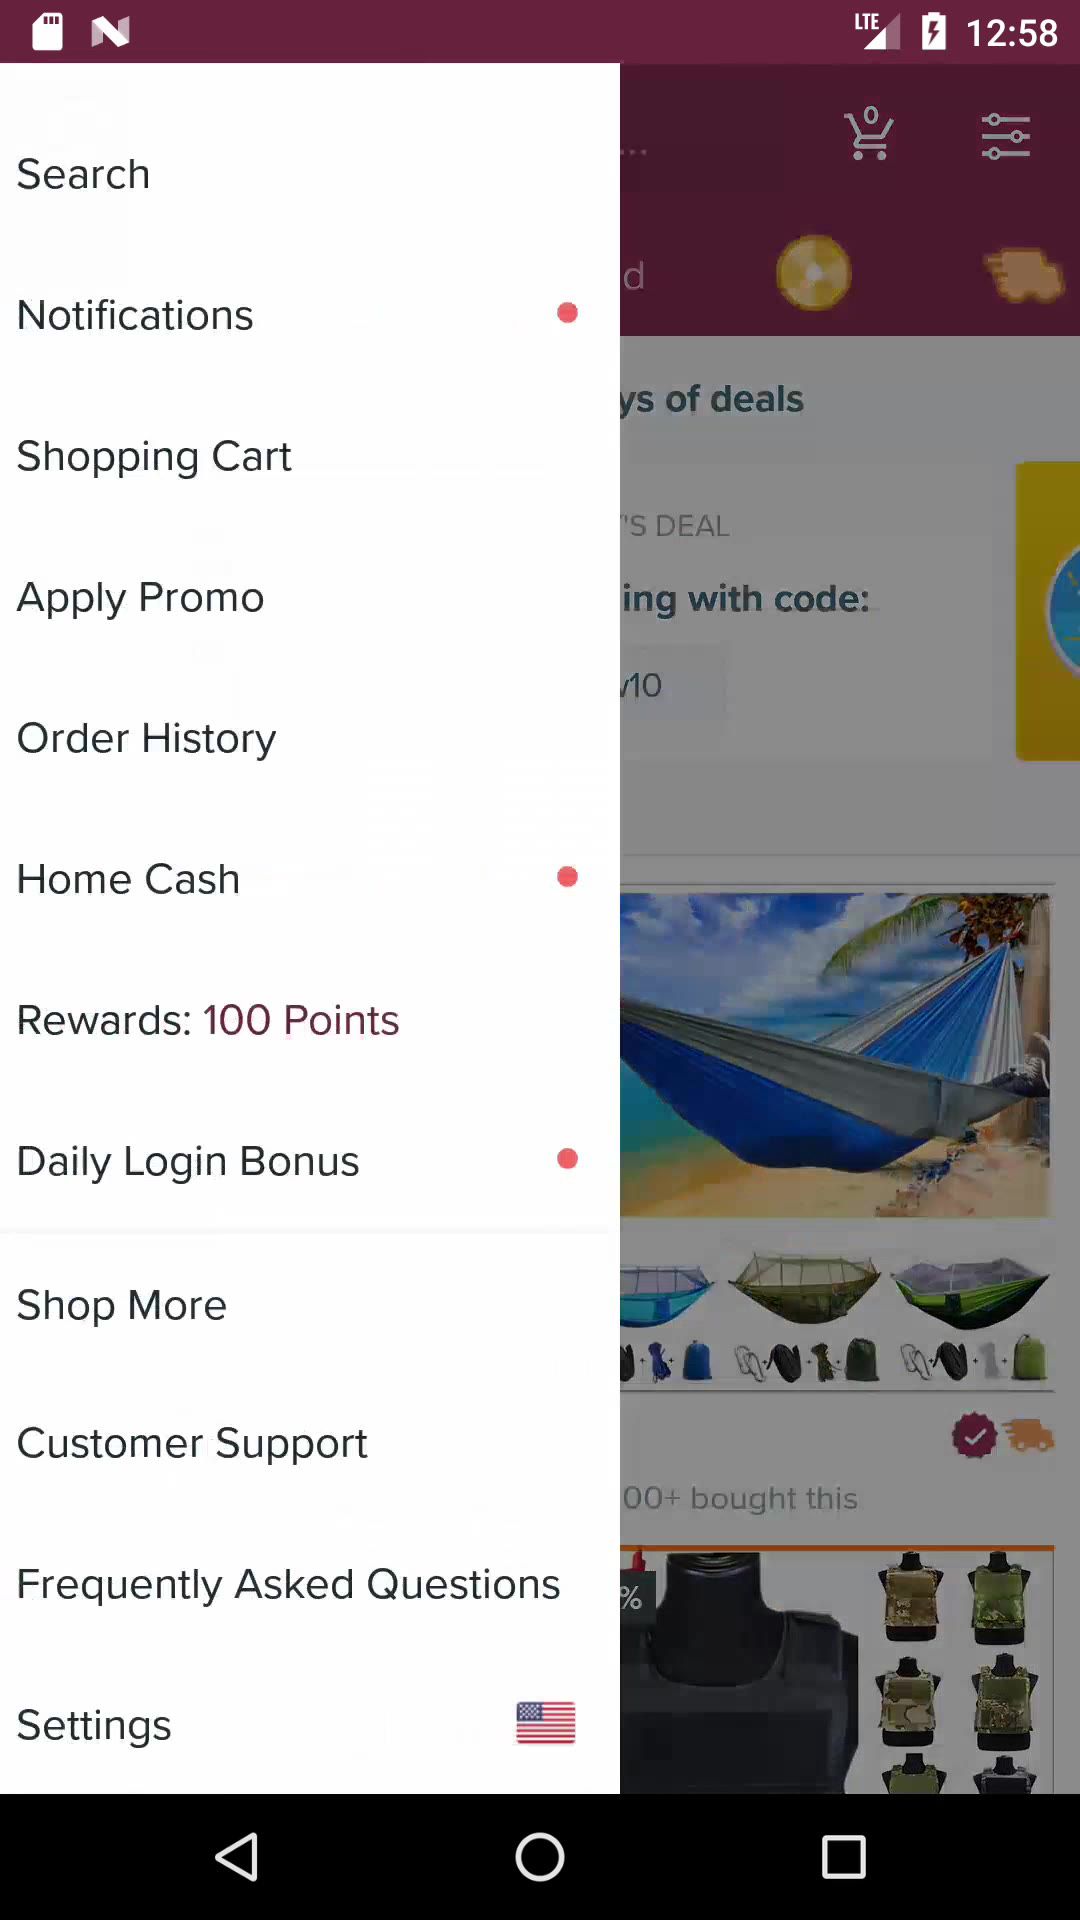 LTE 12:58
0
Search
...
Notifications
d
ys of deals
Shopping Cart
'S DEAL
Apply Promo
ing with code:
v10
Order History
Home Cash
Rewards: 100 Points
Daily Login Bonus
Shop More
Customer Support
00+ bought this
Frequently Asked Questions
%
Settings